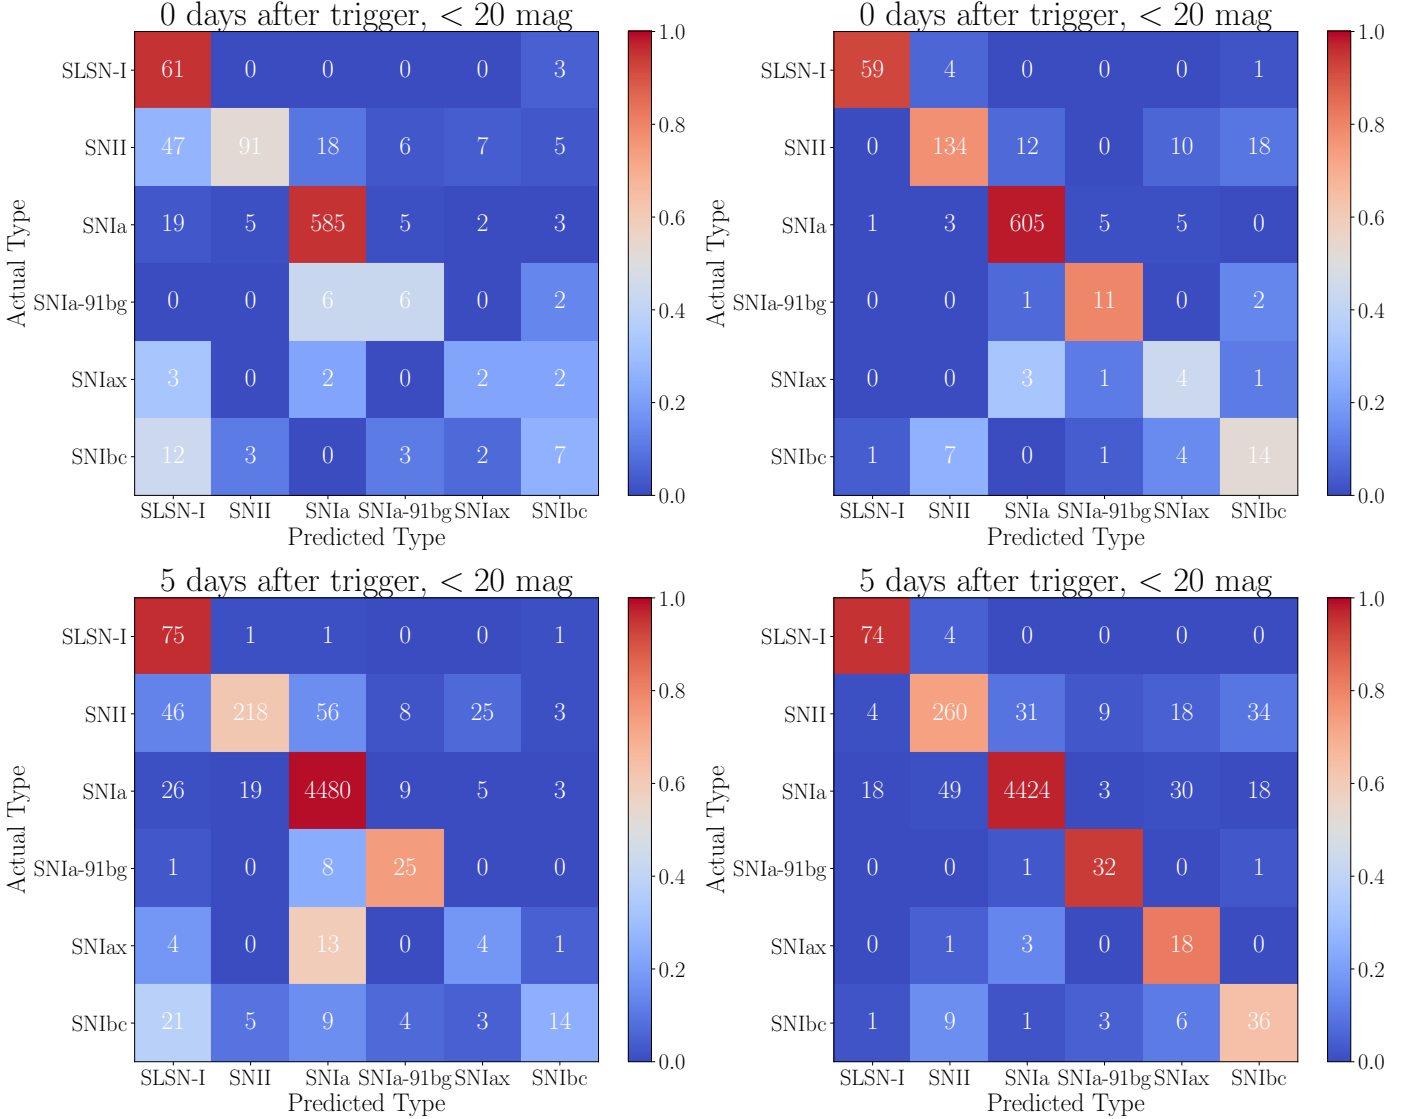 0 days after trigger, < 20 mag
Actual Type
SLSN-I 61 0 0 0 0 3
SNII 47 91 18 6 7 5
SNIa 19 5 585 5 2 3
SNIa-91bg 0 0 6 6 0 2
SNIax 3 0 2 0 2 2
SNIbc 12 3 0 3 2 7
SLSN-I SNII SNIa SNIa-91bg SNIax SNIbc
Predicted Type
1.0
0.8
0.6
0.4
0.2
0.0
0 days after trigger, < 20 mag
Actual Type
SLSN-I 59 4 0 0 0 1
SNII 0 134 12 0 10 18
SNIa 1 3 605 5 5 0
SNIa-91bg 0 0 1 11 0 2
SNIax 0 0 3 1 4 1
SNIbc 1 7 0 1 4 14
SLSN-I SNII SNIa SNIa-91bg SNIax SNIbc
Predicted Type
1.0
0.8
0.6
0.4
0.2
0.0
5 days after trigger, < 20 mag
Actual Type
SLSN-I 75 1 1 0 0 1
SNII 46 218 56 8 25 3
SNIa 26 19 4480 9 5 3
SNIa-91bg 1 0 8 25 0 0
SNIax 4 0 13 0 4 1
SNIbc 21 5 9 4 3 14
SLSN-I SNII SNIa SNIa-91bg SNIax SNIbc
Predicted Type
1.0
0.8
0.6
0.4
0.2
0.0
5 days after trigger, < 20 mag
Actual Type
SLSN-I 74 4 0 0 0 0
SNII 4 260 31 9 18 34
SNIa 18 49 4424 3 30 18
SNIa-91bg 0 0 1 32 0 1
SNIax 0 1 3 0 18 0
SNIbc 1 9 1 3 6 36
SLSN-I SNII SNIa SNIa-91bg SNIax SNIbc
Predicted Type
1.0
0.8
0.6
0.4
0.2
0.0